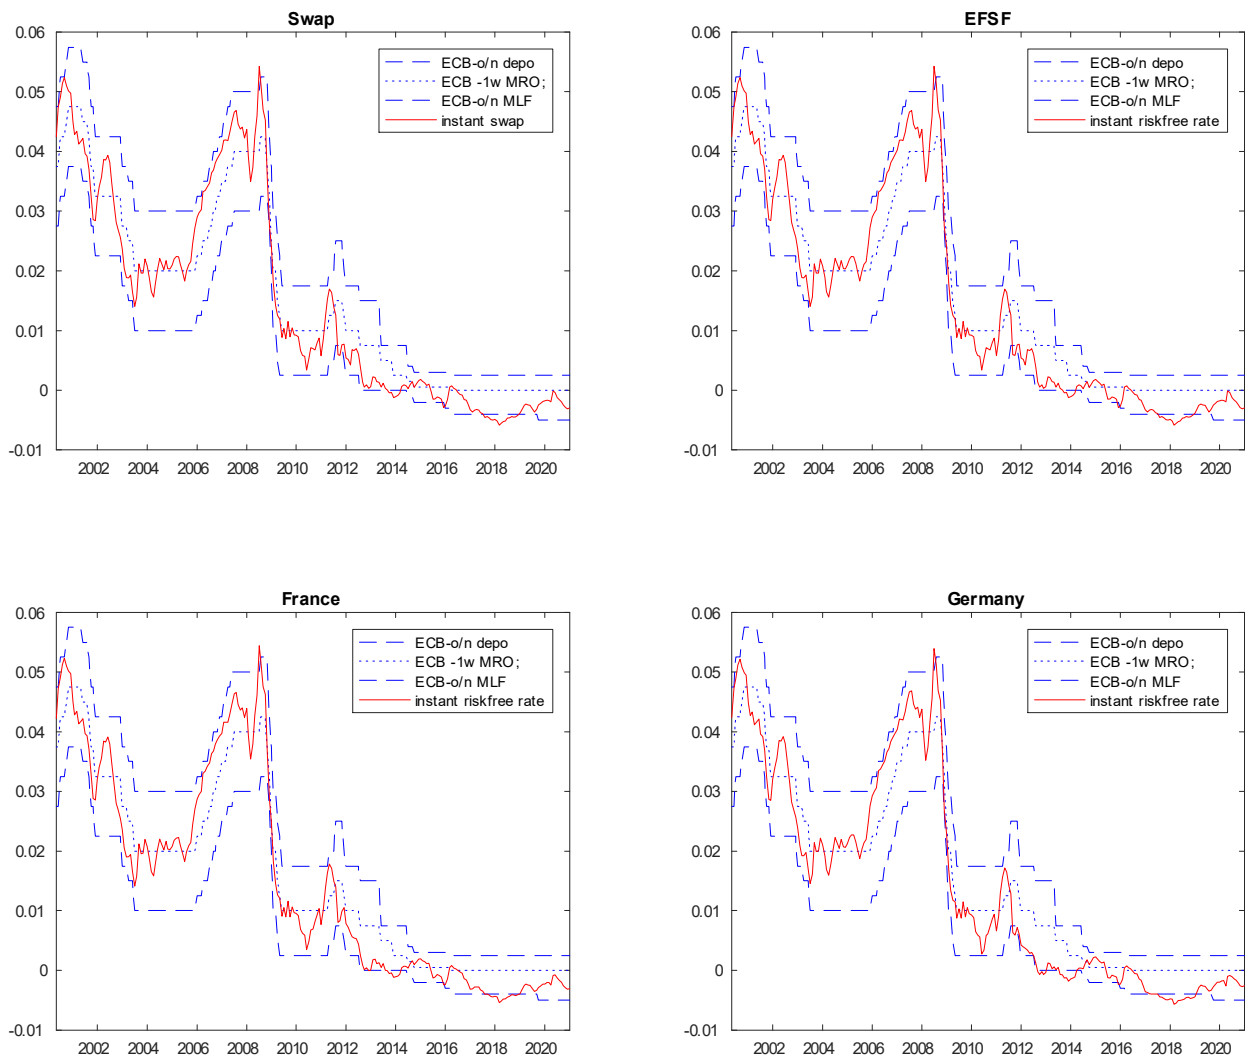 Swap
0.06
0.05
0.04
0.03
0.02
0.01
0
-0.01
2002 2004 2006 2008 2010 2012 2014 2016 2018 2020
ECB-o/n depo
ECB -1w MRO;
ECB-o/n MLF
instant swap
EFSF
0.06
0.05
0.04
0.03
0.02
0.01
0
-0.01
2002 2004 2006 2008 2010 2012 2014 2016 2018 2020
ECB-o/n depo
ECB -1w MRO;
ECB-o/n MLF
instant riskfree rate
France
0.06
0.05
0.04
0.03
0.02
0.01
0
-0.01
2002 2004 2006 2008 2010 2012 2014 2016 2018 2020
ECB-o/n depo
ECB -1w MRO;
ECB-o/n MLF
instant riskfree rate
Germany
0.06
0.05
0.04
0.03
0.02
0.01
0
-0.01
2002 2004 2006 2008 2010 2012 2014 2016 2018 2020
ECB-o/n depo
ECB -1w MRO;
ECB-o/n MLF
instant riskfree rate